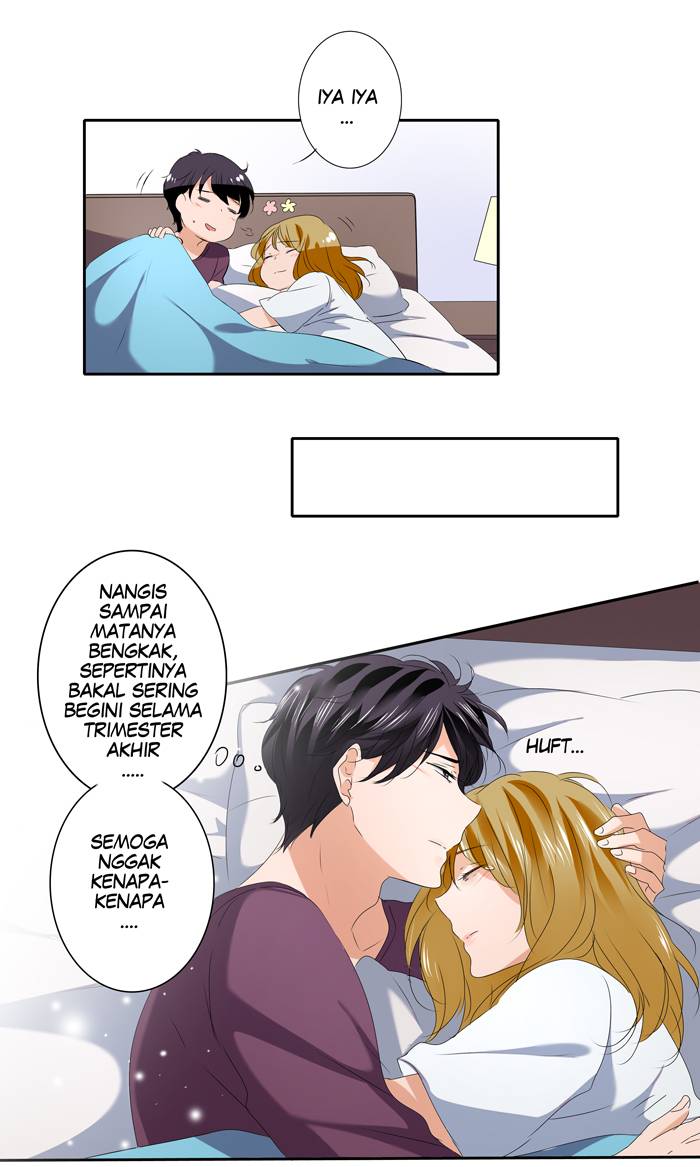 IYA IYA
...
NANGIS
SAMPAI
MATANYA
BENGKAK,
SEPERTINYA
BAKAL SERING
BEGINI SELAMA
TRIMESTER
AKHIR
.....
HUFT...
SEMOGA
NGGAK
KENAPA-
KENAPA
....